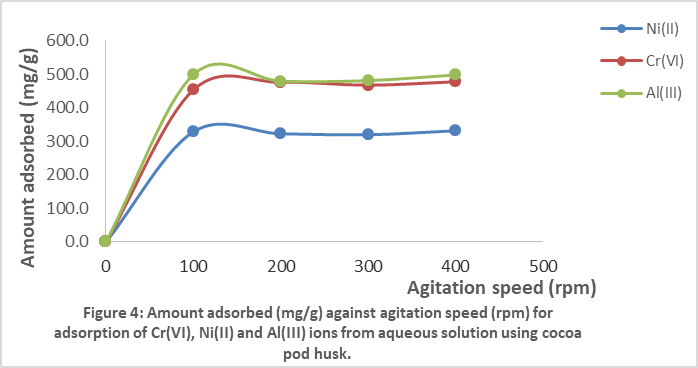 Ni(II)
Cr(VI)
Al(III)
Amount adsorbed (mg/g)
600.0
500.0
400.0
300.0
200.0
100.0
0.0
0 100 200 300 400 500
Agitation speed (rpm)
Figure 4: Amount adsorbed (mg/g) against agitation speed (rpm) for
adsorption of Cr(VI), Ni(II) and Al(III) ions from aqueous solution using cocoa
pod husk.